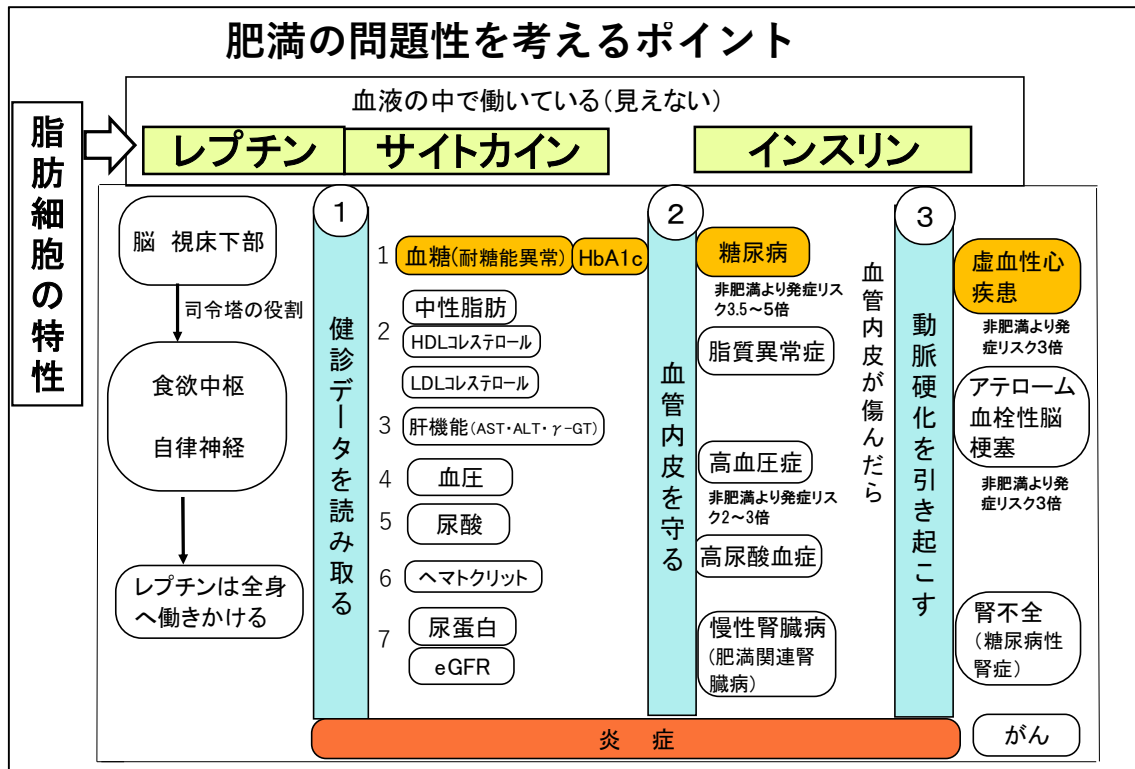 肥満の問題性を考えるポイント
脂肪細胞の特性
血液の中で働いている(見えない)
レプチン
サイトカイン
インスリン
脳 視床下部
司令塔の役割
食欲中枢
自律神経
レプチンは全身
へ働きかける
1
健診データを読み取る
1
血糖(耐糖能異常)
HbA1c
2
中性脂肪
HDLコレステロール
LDLコレステロール
3
肝機能(AST・ALT・γ-GT)
4
血圧
5
尿酸
6
ヘマトクリット
7
尿蛋白
eGFR
2
血管内皮を守る
糖尿病
非肥満より発症リス
ク3.5~5倍
脂質異常症
高血圧症
非肥満より発症リス
ク2~3倍
高尿酸血症
慢性腎臓病
(肥満関連腎
臓病)
血管内皮が傷んだら
3
動脈硬化を引き起こす
虚血性心
疾患
非肥満より発
症リスク3倍
アテローム
血栓性脳
梗塞
非肥満より発
症リスク3倍
腎不全
(糖尿病性
腎症)
がん
炎 症